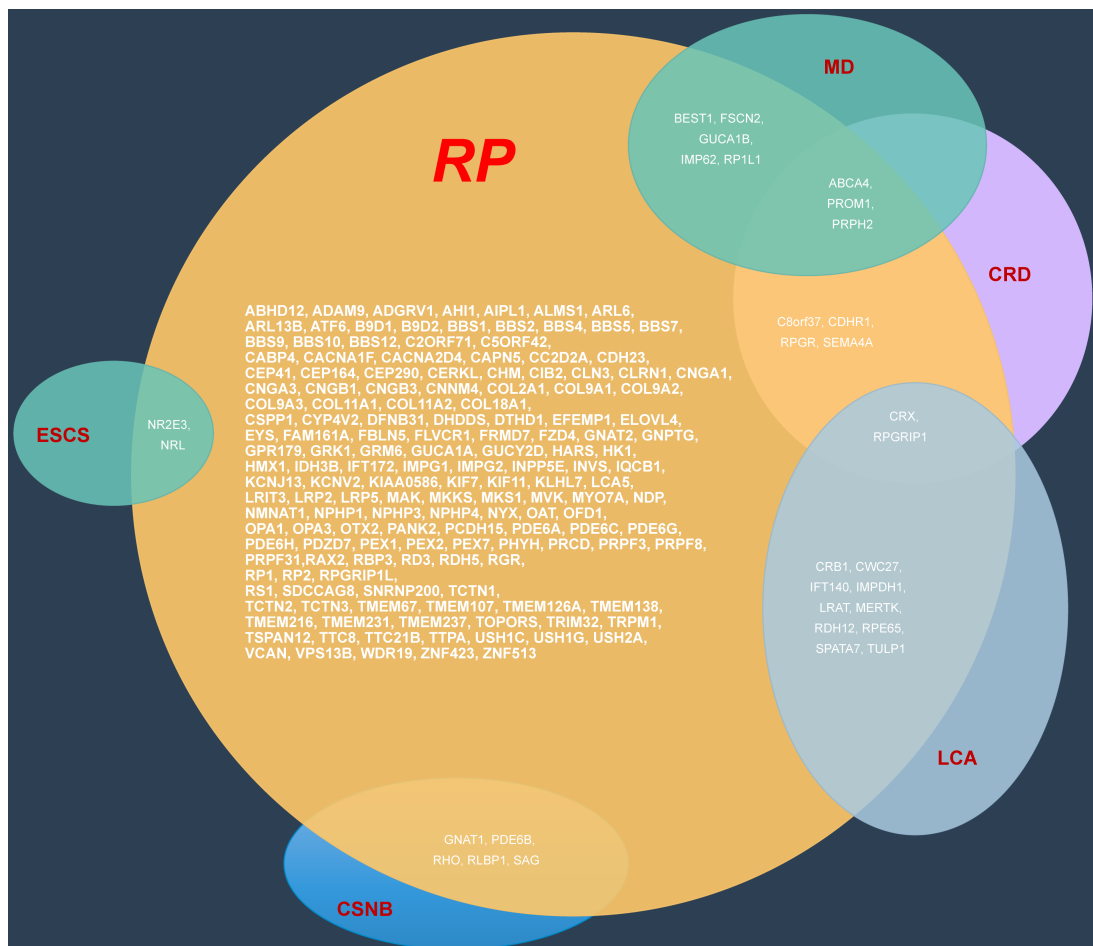 MD
BEST1, FSCN2,
GUCA1B,
IMP62, RP1L1
RP
ABCA4,
PROM1,
PRPH2
CRD
C8orf37, CDHR1,
RPGR, SEMA4A
ABHD12, ADAM9, ADGRV1, AHI1, AIPL1, ALMS1, ARL6,
ARL13B, ATF6, B9D1, B9D2, BBS1, BBS2, BBS4, BBS5, BBS7,
BBS9, BBS10, BBS12, C2ORF71, C5ORF42,
CABP4, CACNA1F, CACNA2D4, CAPN5, CC2D2A, CDH23,
CEP41, CEP164, CEP290, CERKL, CHM, CIB2, CLN3, CLRN1, CNGA1,
CNGA3, CNGB1, CNGB3, CNNM4, COL2A1, COL9A1, COL9A2,
COL9A3, COL11A1, COL11A2, COL18A1,
CSPP1, CYP4V2, DFNB31, DHDDS, DTHD1, EFEMP1, ELOVL4,
EYS, FAM161A, FBLN5, FLVCR1, FRMD7, FZD4, GNAT2, GNPTG,
GPR179, GRK1, GRM6, GUCA1A, GUCY2D, HARS, HK1,
HMX1, IDH3B, IFT172, IMPG1, IMPG2, INPP5E, INVS, IQCB1,
KCNJ13, KCNV2, KIAA0586, KIF7, KIF11, KLHL7, LCA5,
LRIT3, LRP2, LRP5, MAK, MKKS, MKS1, MVK, MYO7A, NDP,
NMNAT1, NPHP1, NPHP3, NPHP4, NYX, OAT, OFD1,
OPA1, OPA3, OTX2, PANK2, PCDH15, PDE6A, PDE6C, PDE6G,
PDE6H, PDZD7, PEX1, PEX2, PEX7, PHYH, PRCD, PRPF3, PRPF8,
PRPF31,RAX2, RBP3, RD3, RDH5, RGR,
RP1, RP2, RPGRIP1L,
RS1, SDCCAG8, SNRNP200, TCTN1,
TCTN2, TCTN3, TMEM67, TMEM107, TMEM126A, TMEM138,
TMEM216, TMEM231, TMEM237, TOPORS, TRIM32, TRPM1,
TSPAN12, TTC8, TTC21B, TTPA, USH1C, USH1G, USH2A,
VCAN, VPS13B, WDR19, ZNF423, ZNF513
ESCS
NR2E3,
NRL
CRX,
RPGRIP1
CRB1, CWC27,
IFT140, IMPDH1,
LRAT, MERTK,
RDH12, RPE65,
SPATA7, TULP1
LCA
GNAT1, PDE6B,
RHO, RLBP1, SAG
CSNB